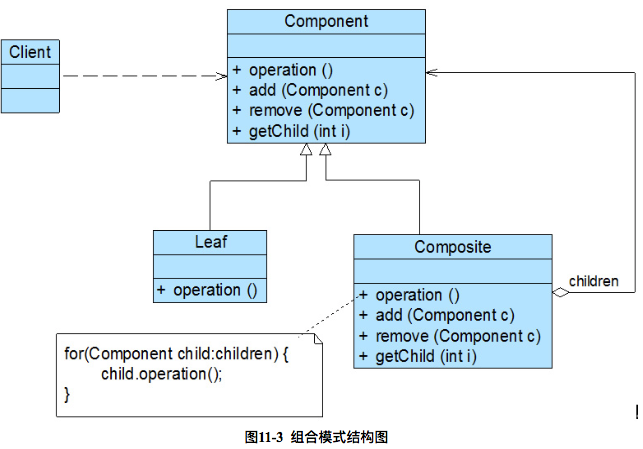 Component
Client
+ operation ()
+ add (Component c)
+ remove (Component c)
+ getChild (int i)
Leaf
+ operation ()
Composite
+ operation ()
+ add (Component c)
+ remove (Component c)
+ getChild (int i)
children
for(Component child:children) {
child.operation();
}
图11-3 组合模式结构图